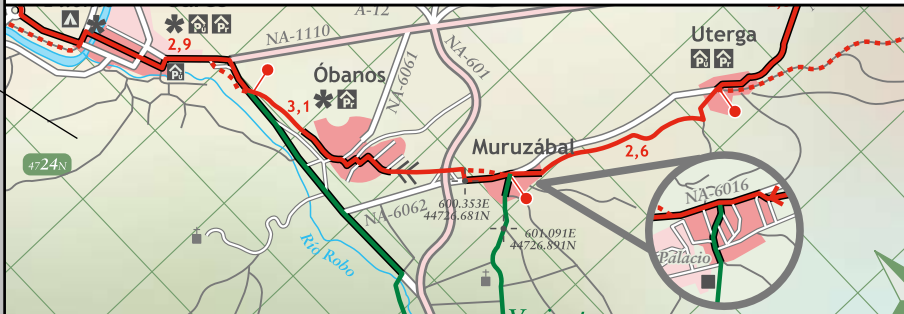 A-12
NA-1110
2,9
Uterga
NA-601
Óbanos
NA-6061
3,1
Muruzábal
2,6
4724N
NA-6062
600.353E
44726.681N
601.091E
44726.891N
Río Robo
NA-6016
Palacio